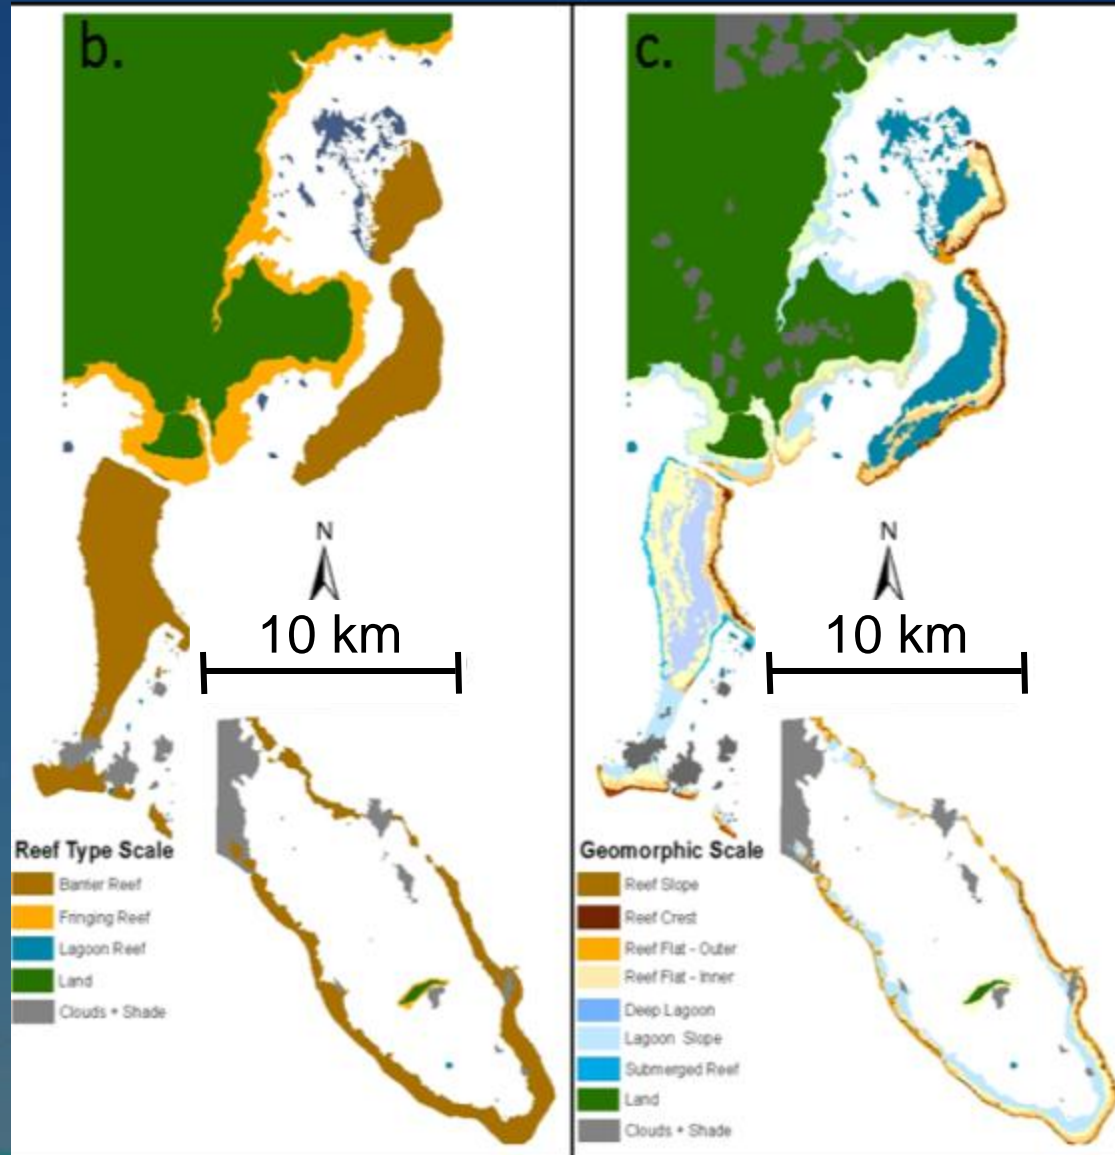 b.
N
10 km
Reef Type Scale
Barrier Reef
Fringing Reef
Lagoon Reef
Land
Clouds + Shade
c.
N
10 km
Geomorphic Scale
Reef Slope
Reef Crest
Reef Flat - Outer
Reef Flat - Inner
Deep Lagoon
Lagoon Slope
Submerged Reef
Land
Clouds + Shade